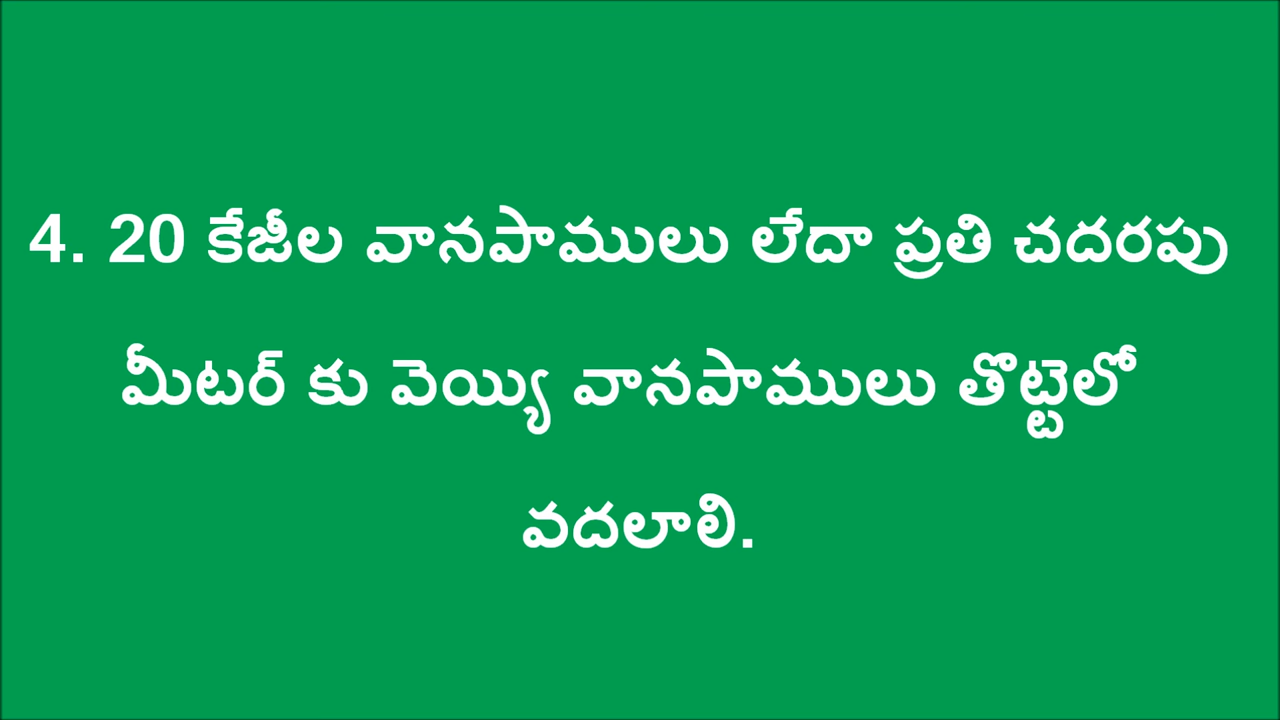 4. 20 కేజీల వానపాములు లేదా ప్రతి చదరపు
మీటర్ కు వెయ్యి వానపాములు తొట్టెలో
వదలాలి.